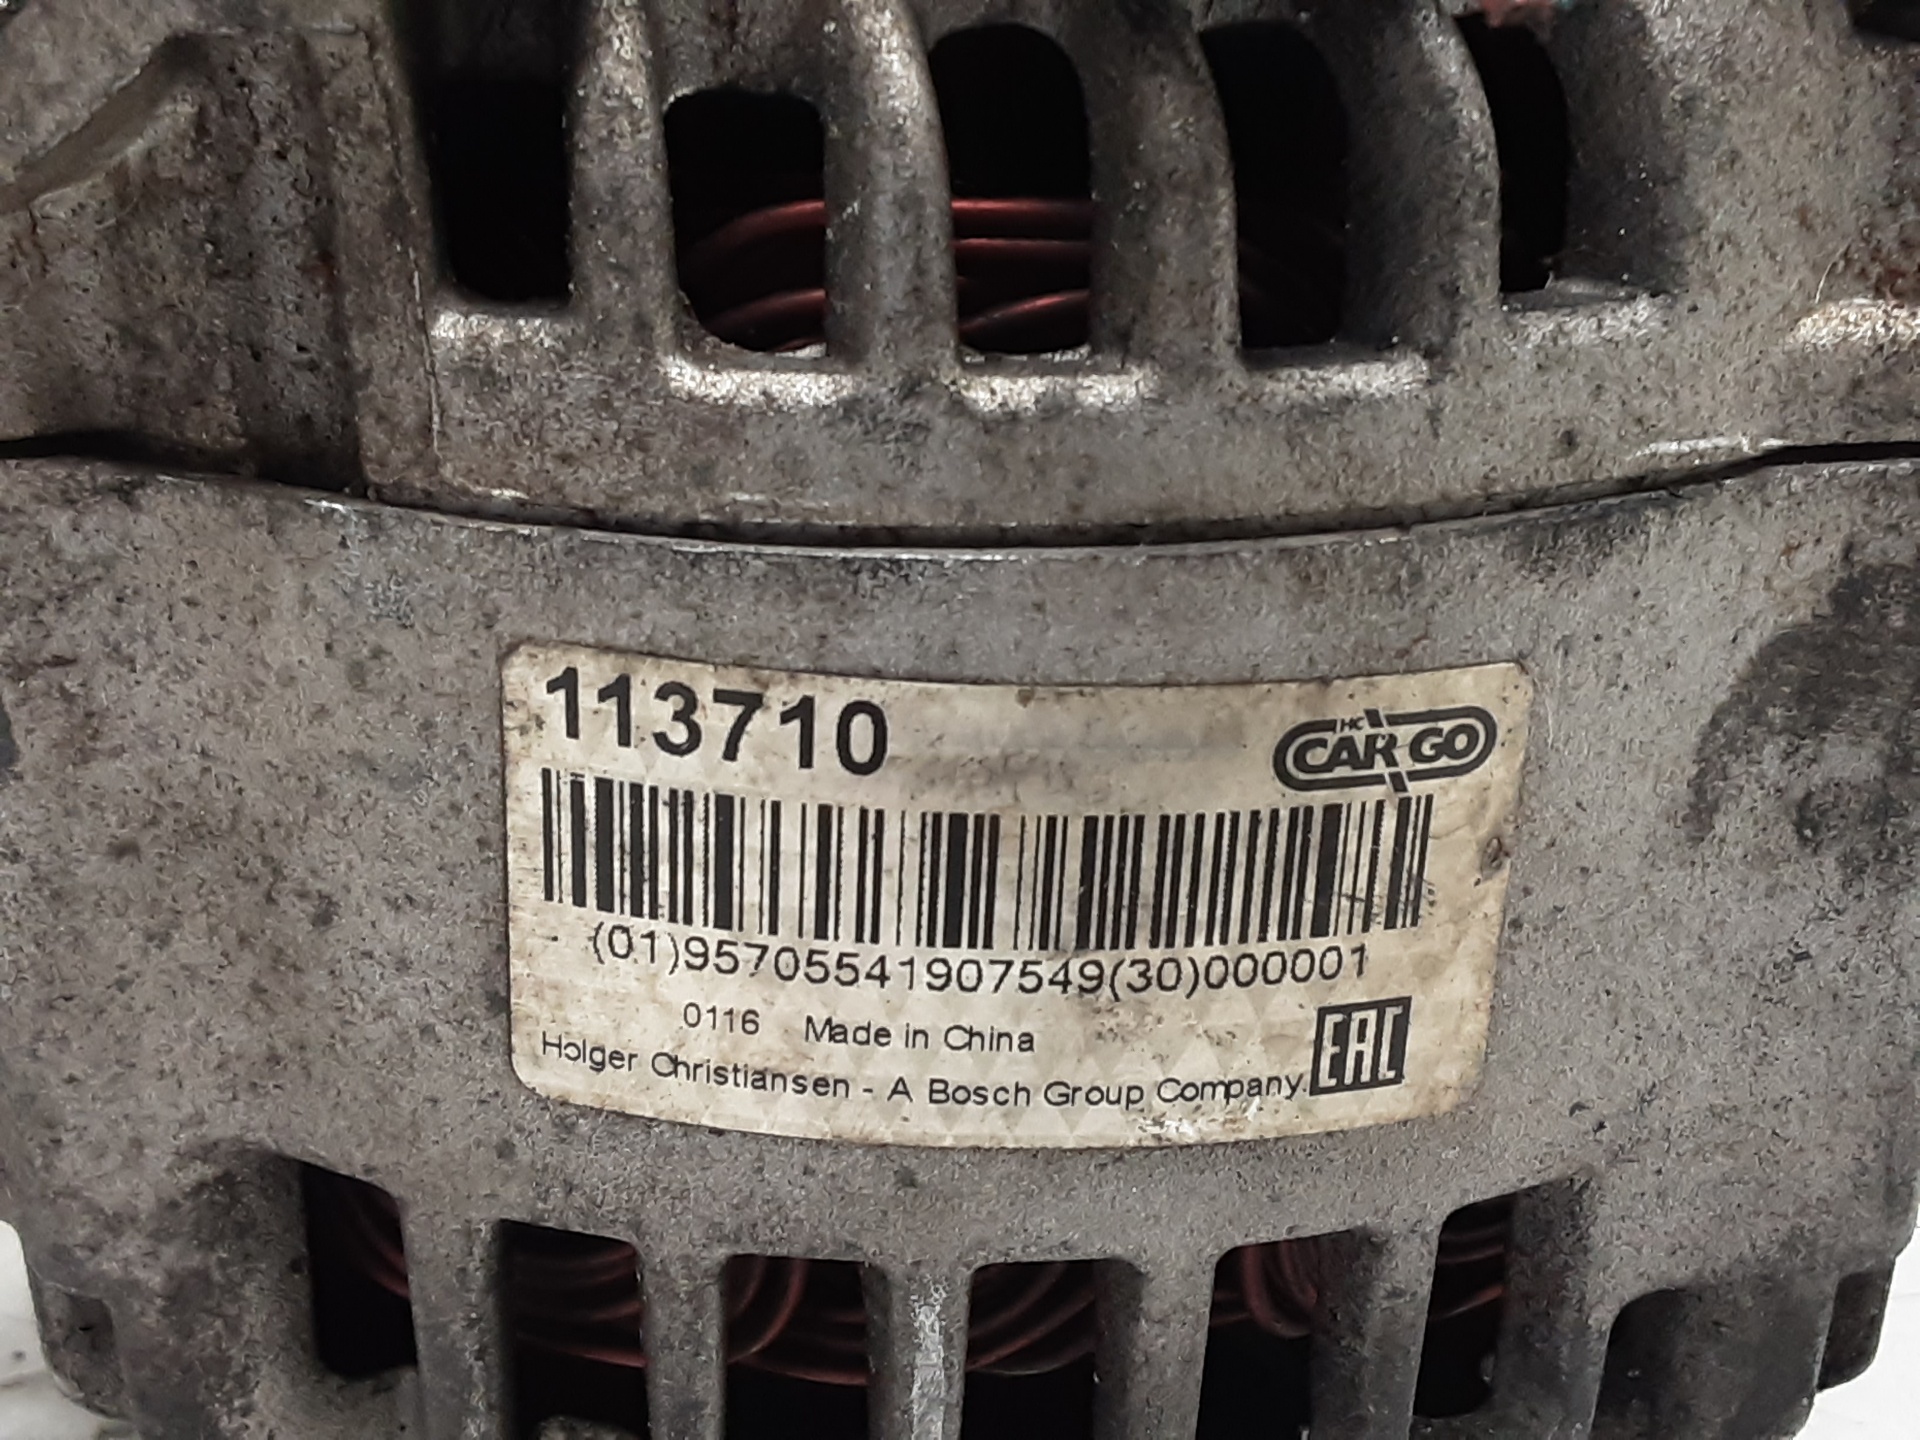 113710
HC
CARGO
(01)95705541907549(30)000001
0116 Made in China
Holger Christiansen - A Bosch Group Company.
EAC